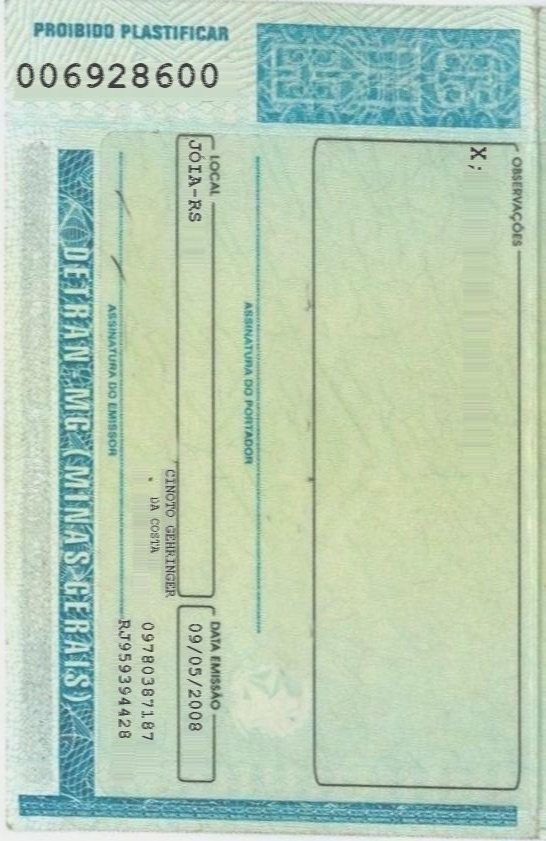 PROIBIDO PLASTIFICAR
006928600
OBSERVAÇÕES
X;
ASSINATURA DO PORTADOR
LOCAL
JÓIA-RS
DATA EMISSÃO
09/05/2008
CINOTO GEHRINGER
DA COSTA
09780387187
RJ959394428
ASSINATURA DO EMISSOR
DETRAN-MG (MINAS GERAIS)